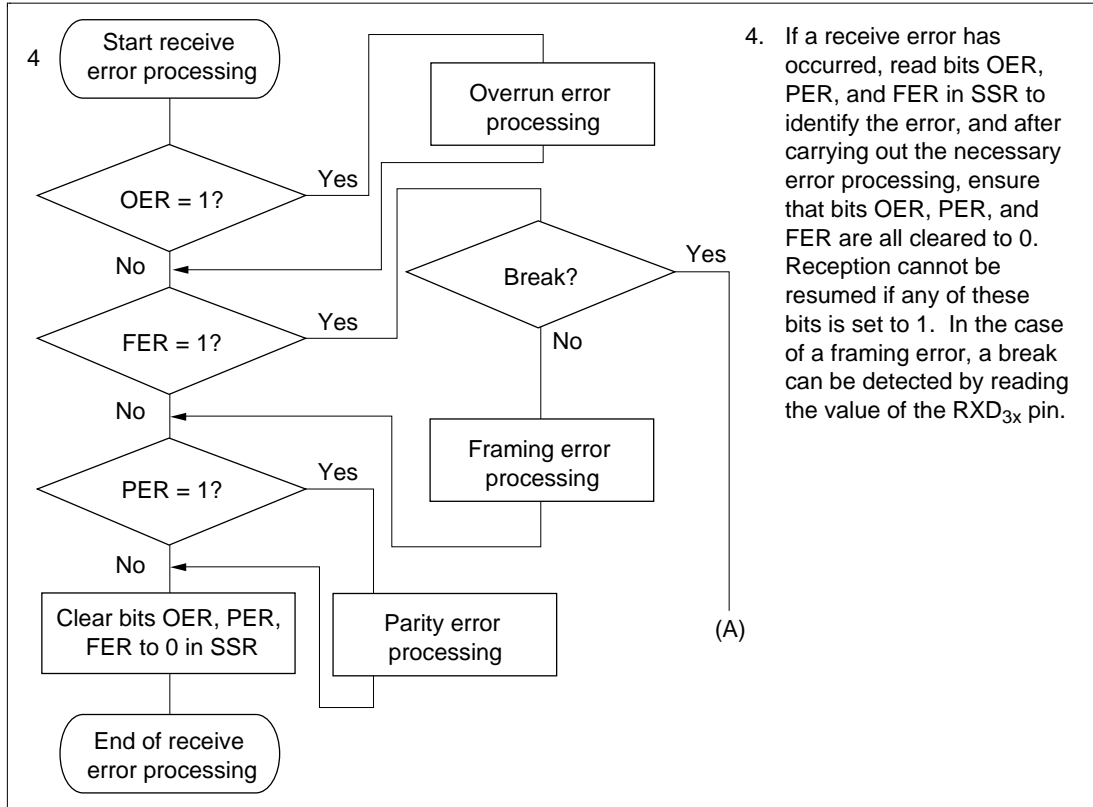 4
Start receive
error processing
OER = 1?
Yes
Overrun error
processing
No
FER = 1?
Yes
Break?
Yes
No
Framing error
processing
No
PER = 1?
Yes
Parity error
processing
No
Clear bits OER, PER,
FER to 0 in SSR
End of receive
error processing
(A)
4. If a receive error has
occurred, read bits OER,
PER, and FER in SSR to
identify the error, and after
carrying out the necessary
error processing, ensure
that bits OER, PER, and
FER are all cleared to 0.
Reception cannot be
resumed if any of these
bits is set to 1. In the case
of a framing error, a break
can be detected by reading
the value of the RXD3x pin.